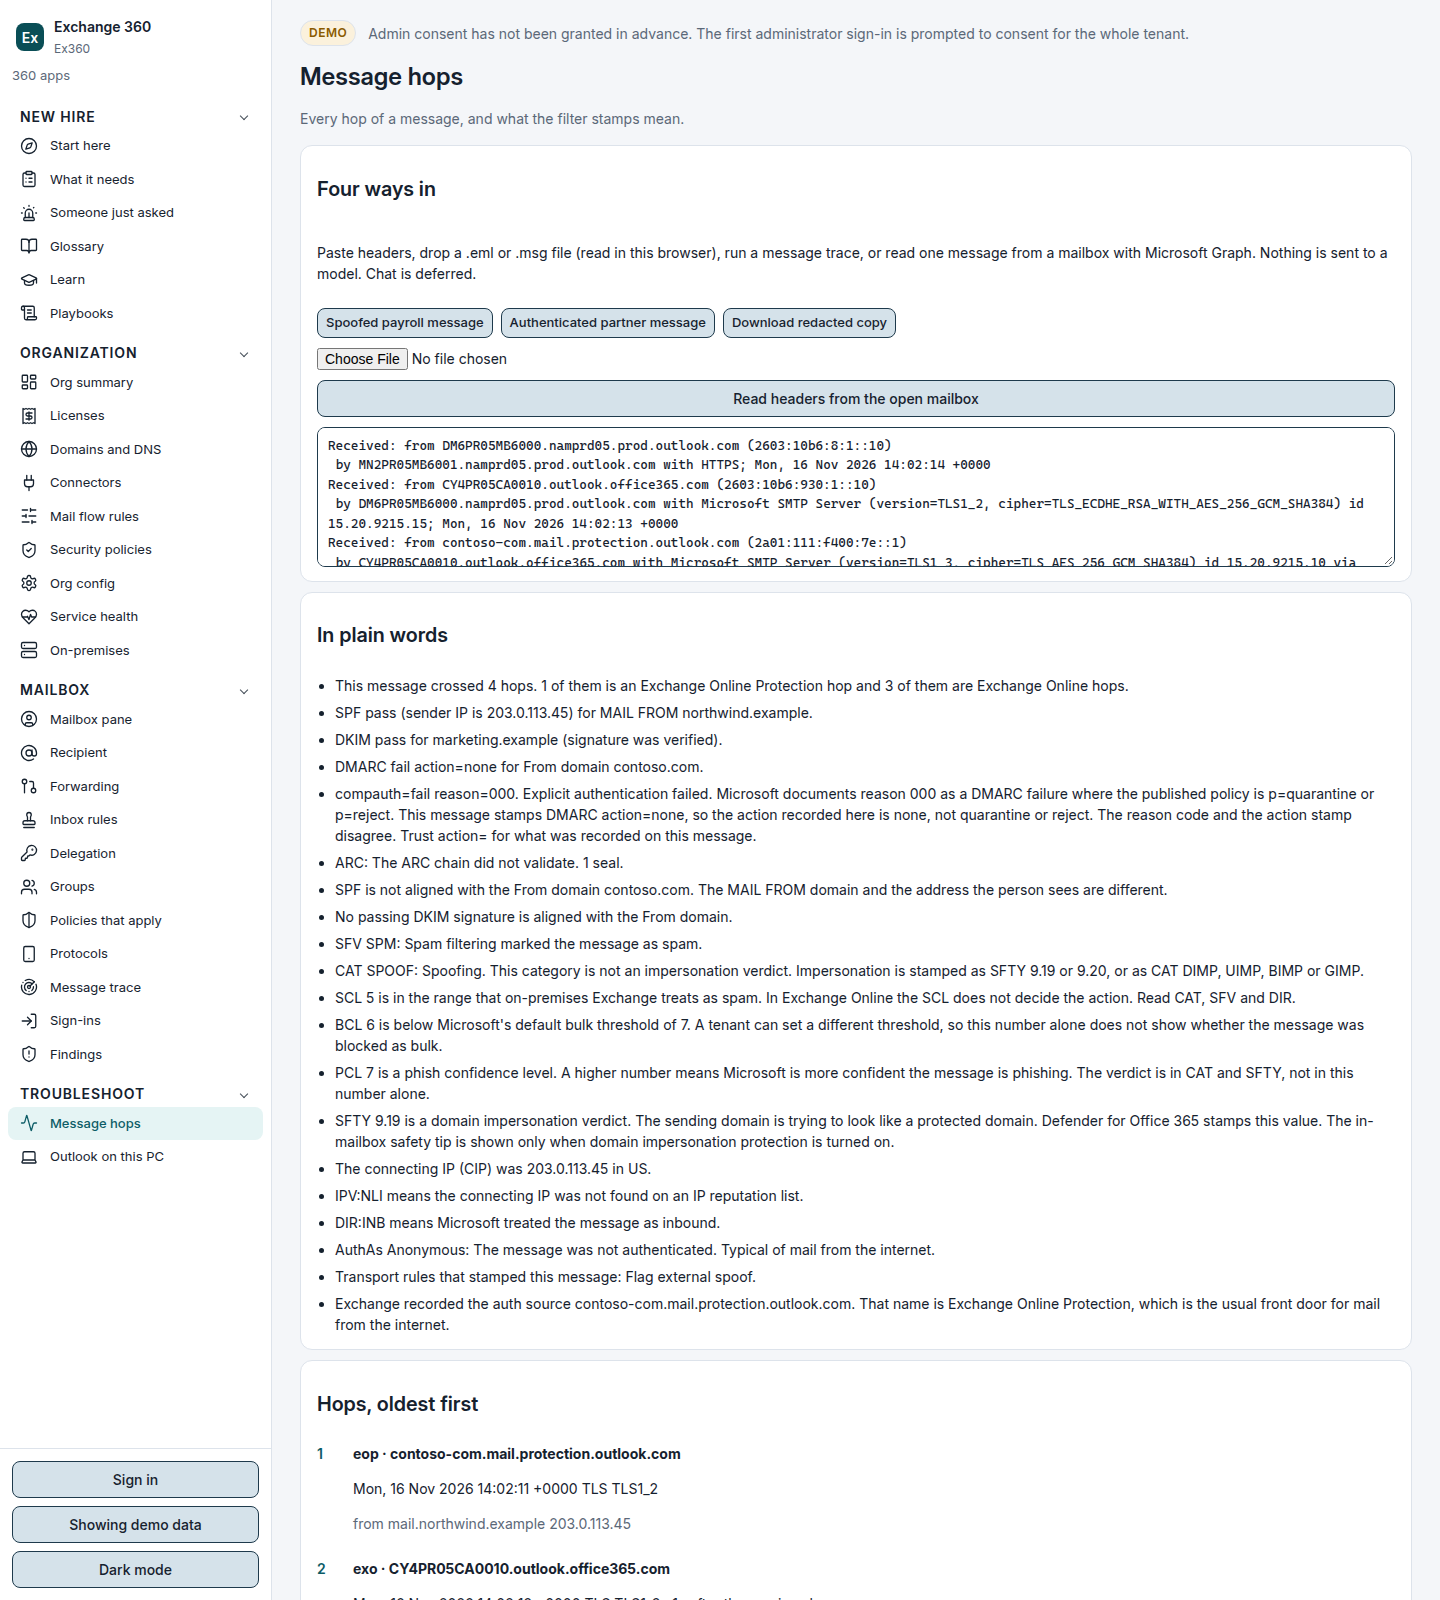 Ex
Exchange 360
Ex360
360 apps
NEW HIRE
Start here
What it needs
Someone just asked
Glossary
Learn
Playbooks
ORGANIZATION
Org summary
Licenses
Domains and DNS
Connectors
Mail flow rules
Security policies
Org config
Service health
On-premises
MAILBOX
Mailbox pane
Recipient
Forwarding
Inbox rules
Delegation
Groups
Policies that apply
Protocols
Message trace
Sign-ins
Findings
TROUBLESHOOT
Message hops
Outlook on this PC
Sign in
Showing demo data
Dark mode
DEMO Admin consent has not been granted in advance. The first administrator sign-in is prompted to consent for the whole tenant.
Message hops
Every hop of a message, and what the filter stamps mean.
Four ways in
Paste headers, drop a .eml or .msg file (read in this browser), run a message trace, or read one message from a mailbox with Microsoft Graph. Nothing is sent to a
model. Chat is deferred.
Spoofed payroll message Authenticated partner message Download redacted copy
Choose File No file chosen
Read headers from the open mailbox
Received: from DM6PR05MB6000.namprd05.prod.outlook.com (2603:10b6:8:1::10)
by MN2PR05MB6001.namprd05.prod.outlook.com with HTTPS; Mon, 16 Nov 2026 14:02:14 +0000
Received: from CY4PR05CA0010.outlook.office365.com (2603:10b6:930:1::10)
by DM6PR05MB6000.namprd05.prod.outlook.com with Microsoft SMTP Server (version=TLS1_2, cipher=TLS_ECDHE_RSA_WITH_AES_256_GCM_SHA384) id
15.20.9215.15; Mon, 16 Nov 2026 14:02:13 +0000
Received: from contoso-com.mail.protection.outlook.com (2a01:111:f400:7e::1)
by CY4PR05CA0010.outlook.office365.com with Microsoft SMTP Server (version=TLS1_3, cipher=TLS_AES_256_GCM_SHA384) id 15.20.9215.10 via
In plain words
This message crossed 4 hops. 1 of them is an Exchange Online Protection hop and 3 of them are Exchange Online hops.
SPF pass (sender IP is 203.0.113.45) for MAIL FROM northwind.example.
DKIM pass for marketing.example (signature was verified).
DMARC fail action=none for From domain contoso.com.
compauth=fail reason=000. Explicit authentication failed. Microsoft documents reason 000 as a DMARC failure where the published policy is p=quarantine or
p=reject. This message stamps DMARC action=none, so the action recorded here is none, not quarantine or reject. The reason code and the action stamp
disagree. Trust action= for what was recorded on this message.
ARC: The ARC chain did not validate. 1 seal.
SPF is not aligned with the From domain contoso.com. The MAIL FROM domain and the address the person sees are different.
No passing DKIM signature is aligned with the From domain.
SFV SPM: Spam filtering marked the message as spam.
CAT SPOOF: Spoofing. This category is not an impersonation verdict. Impersonation is stamped as SFTY 9.19 or 9.20, or as CAT DIMP, UIMP, BIMP or GIMP.
SCL 5 is in the range that on-premises Exchange treats as spam. In Exchange Online the SCL does not decide the action. Read CAT, SFV and DIR.
BCL 6 is below Microsoft's default bulk threshold of 7. A tenant can set a different threshold, so this number alone does not show whether the message was
blocked as bulk.
PCL 7 is a phish confidence level. A higher number means Microsoft is more confident the message is phishing. The verdict is in CAT and SFTY, not in this
number alone.
SFTY 9.19 is a domain impersonation verdict. The sending domain is trying to look like a protected domain. Defender for Office 365 stamps this value. The in-
mailbox safety tip is shown only when domain impersonation protection is turned on.
The connecting IP (CIP) was 203.0.113.45 in US.
IPV:NLI means the connecting IP was not found on an IP reputation list.
DIR:INB means Microsoft treated the message as inbound.
AuthAs Anonymous: The message was not authenticated. Typical of mail from the internet.
Transport rules that stamped this message: Flag external spoof.
Exchange recorded the auth source contoso-com.mail.protection.outlook.com. That name is Exchange Online Protection, which is the usual front door for mail
from the internet.
Hops, oldest first
1 eop · contoso-com.mail.protection.outlook.com
Mon, 16 Nov 2026 14:02:11 +0000 TLS TLS1_2
from mail.northwind.example 203.0.113.45
2 exo · CY4PR05CA0010.outlook.office365.com